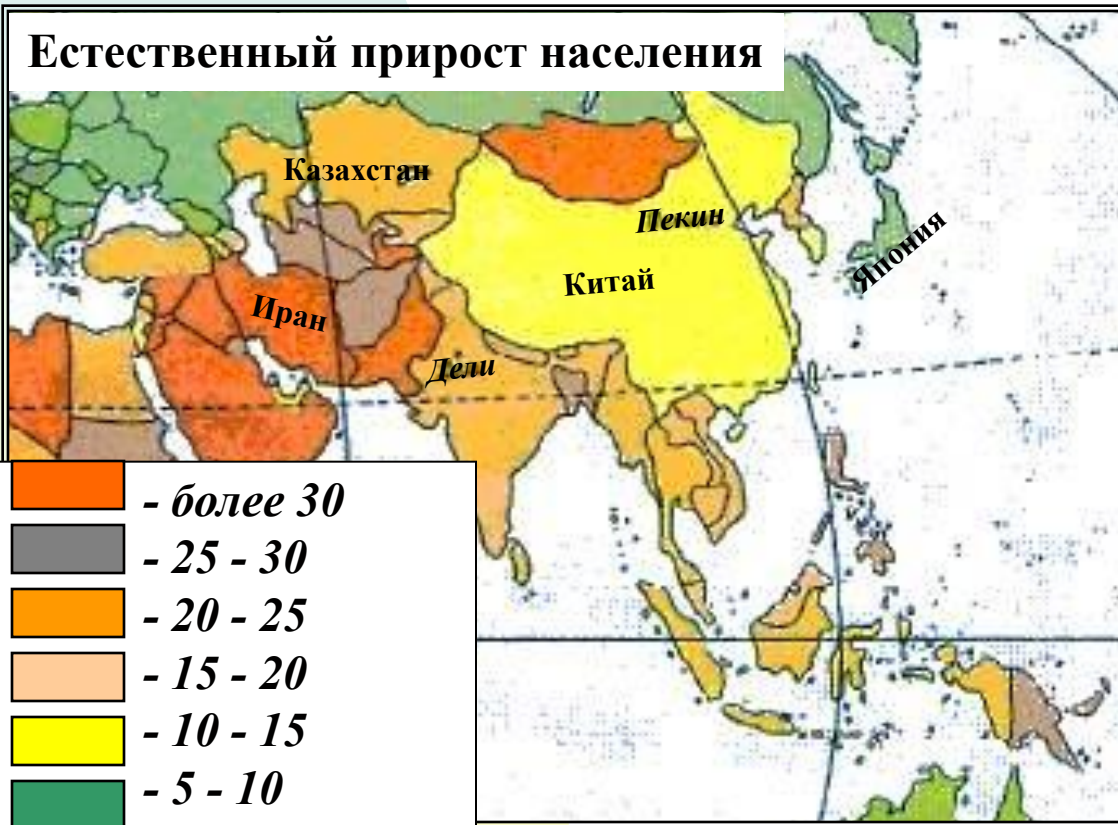 Естественный прирост населения
Казахстан
Пекин
Китай
Япония
Иран
Дели
- более 30
- 25 - 30
- 20 - 25
- 15 - 20
- 10 - 15
- 5 - 10